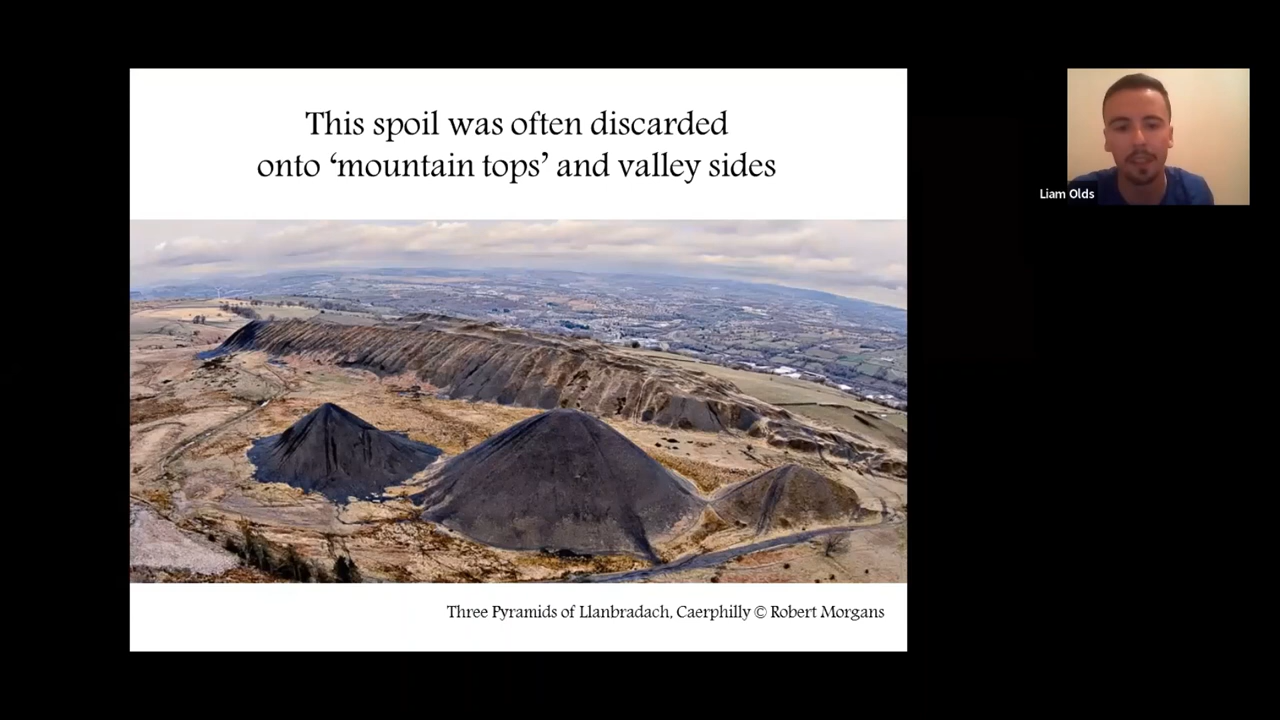 This spoil was often discarded
onto ‘mountain tops’ and valley sides
Liam Olds
Three Pyramids of Llanbradach, Caerphilly © Robert Morgans